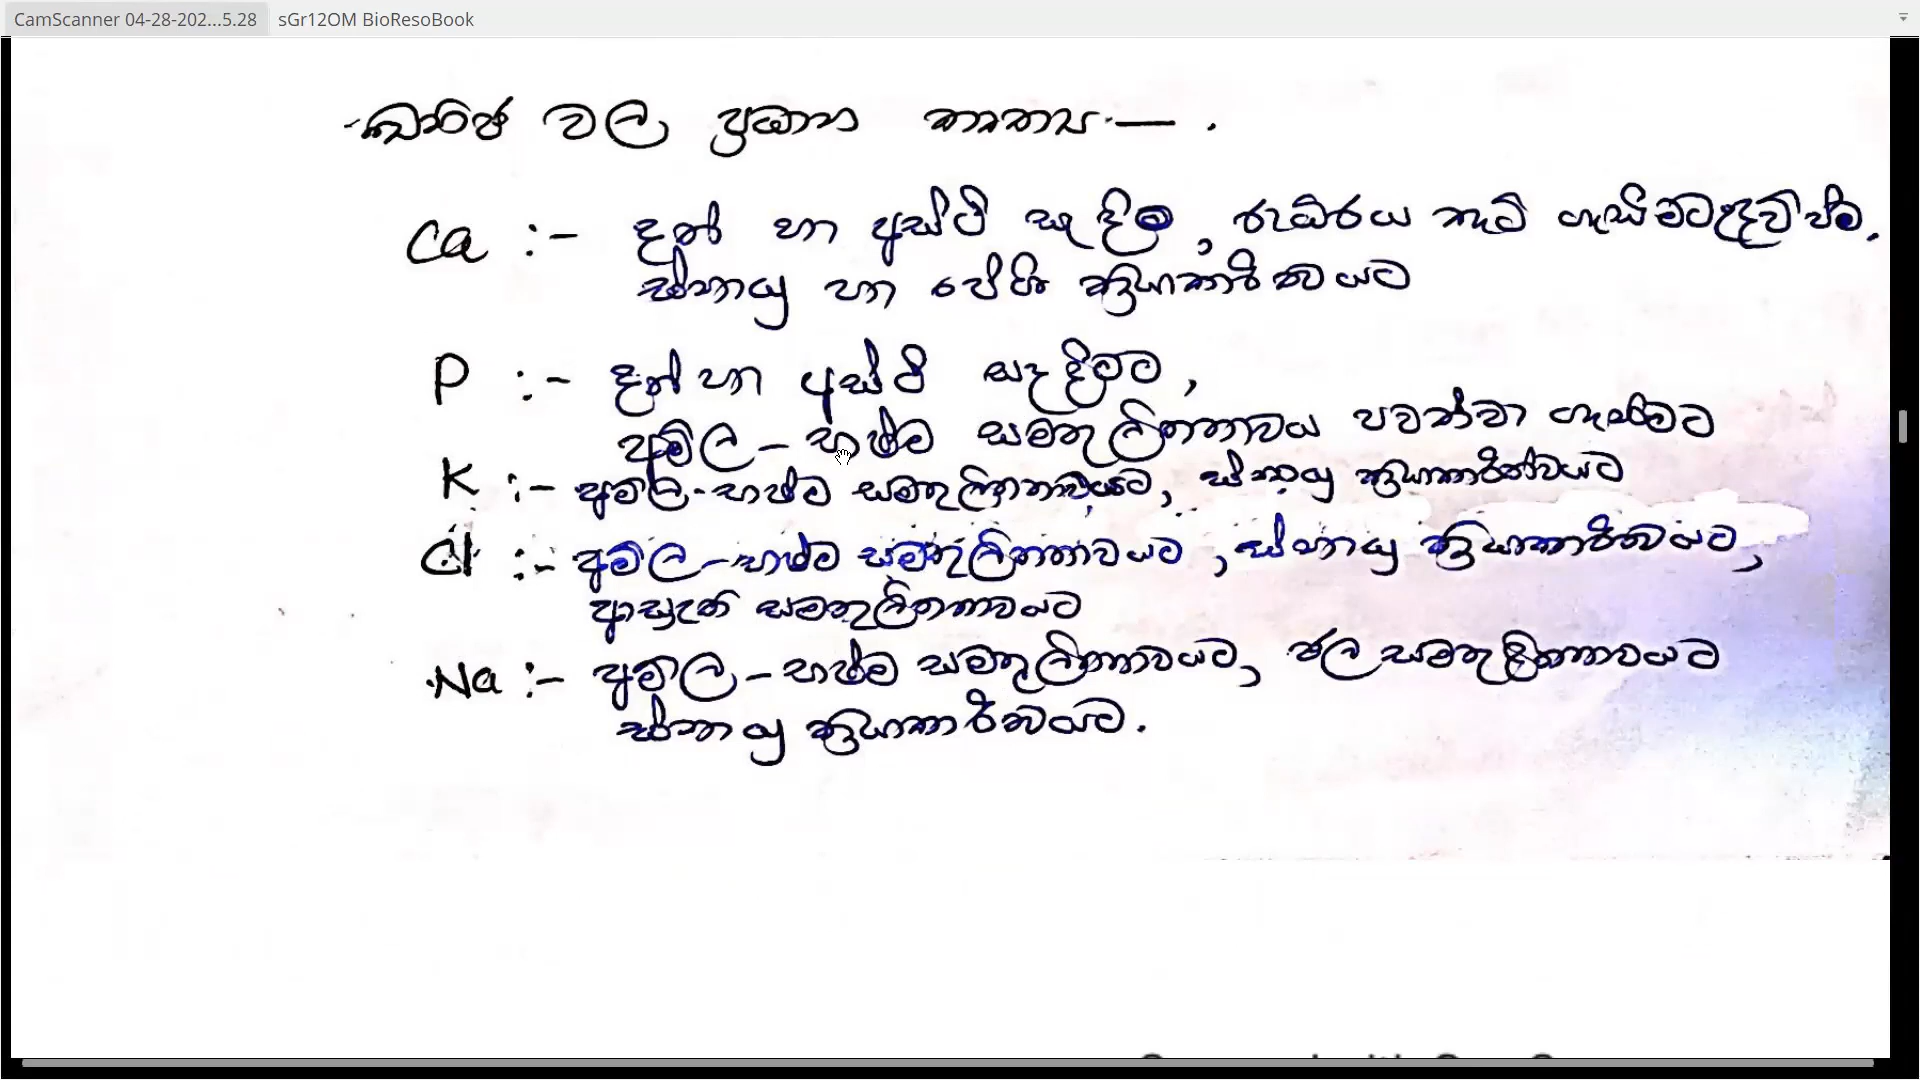 CamScanner 04-28-202...5.28 sGr12OM BioResoBook
ඛනිජ වල ප්‍රධාන කෘත්‍ය — .
Ca :- දත් හා අස්ථි සෑදීම, රුධිරය කැටි ගැසීමට
ස්නායු හා පේශි ක්‍රියාකාරිත්වයට
P :- දත් හා අස්ථි සෑදීමට,
අම්ල - භෂ්ම සමතුලිතතාවය පවත්වා ගැනීමට
K :- අම්ල - භෂ්ම සමතුලිතතාවයට, ස්නායු ක්‍රියාකාරිත්වයට
Cl :- අම්ල - භෂ්ම සමතුලිතතාවයට, ස්නායු ක්‍රියාකාරිත්වයට,
ආස්‍රැති සමතුලිතතාවයට
Na :- අම්ල - භෂ්ම සමතුලිතතාවයට, ජල සමතුලිතතාවයට
ස්නායු ක්‍රියාකාරිත්වයට.